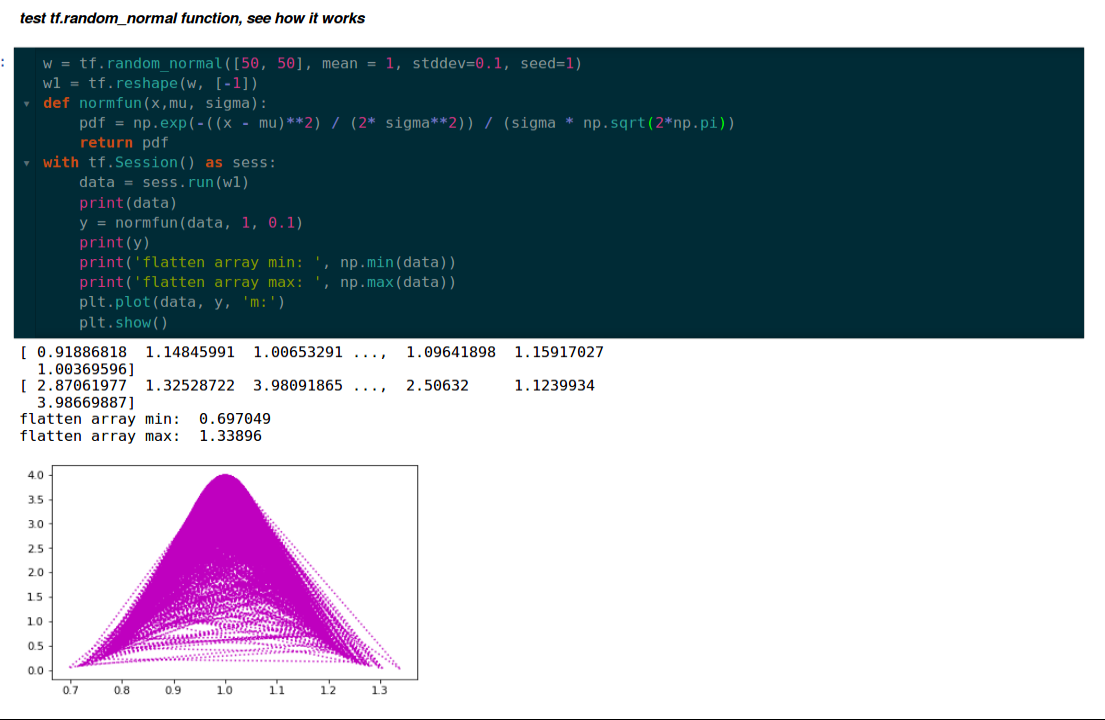 test tf.random_normal function, see how it works
:
w = tf.random_normal([50, 50], mean = 1, stddev=0.1, seed=1)
w1 = tf.reshape(w, [-1])
def normfun(x,mu, sigma):
    pdf = np.exp(-((x - mu)**2) / (2* sigma**2)) / (sigma * np.sqrt(2*np.pi))
    return pdf
with tf.Session() as sess:
    data = sess.run(w1)
    print(data)
    y = normfun(data, 1, 0.1)
    print(y)
    print('flatten array min: ', np.min(data))
    print('flatten array max: ', np.max(data))
    plt.plot(data, y, 'm:')
    plt.show()
[ 0.91886818  1.14845991  1.00653291 ...,  1.09641898  1.15917027
  1.00369596]
[ 2.87061977  1.32528722  3.98091865 ...,  2.50632     1.1239934
  3.98669887]
flatten array min:  0.697049
flatten array max:  1.33896
4.0
3.5
3.0
2.5
2.0
1.5
1.0
0.5
0.0
0.7 0.8 0.9 1.0 1.1 1.2 1.3